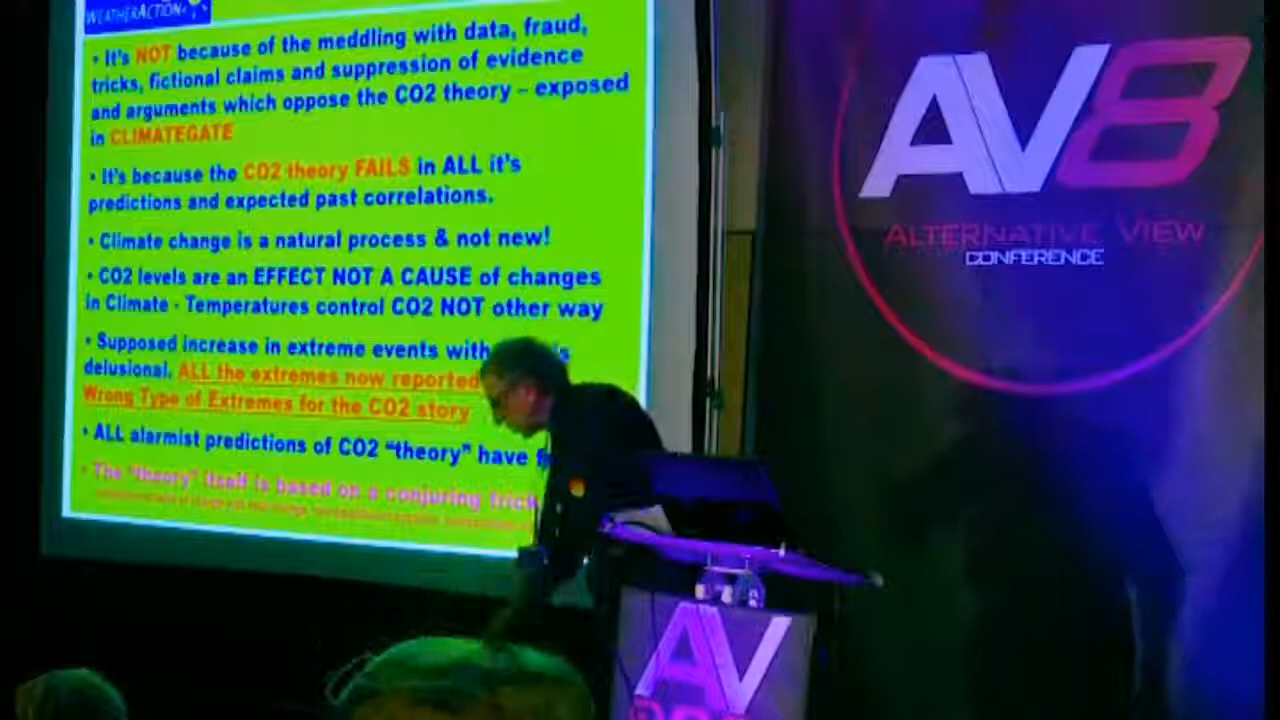 WEATHERACTION
• It's NOT because of the meddling with data, fraud,
tricks, fictional claims and suppression of evidence
and arguments which oppose the CO2 theory – exposed
in CLIMATEGATE
• It's because the CO2 theory FAILS in ALL it's
predictions and expected past correlations.
• Climate change is a natural process & not new!
• CO2 levels are an EFFECT NOT A CAUSE of changes
in Climate - Temperatures control CO2 NOT other way
• Supposed increase in extreme events with
delusional. ALL the extremes now reported
Wrong Type of Extremes for the CO2 story
• ALL alarmist predictions of CO2 “theory” have
• The “theory” itself is based on a conjuring trick
AV8
ALTERNATIVE VIEW
CONFERENCE
AV